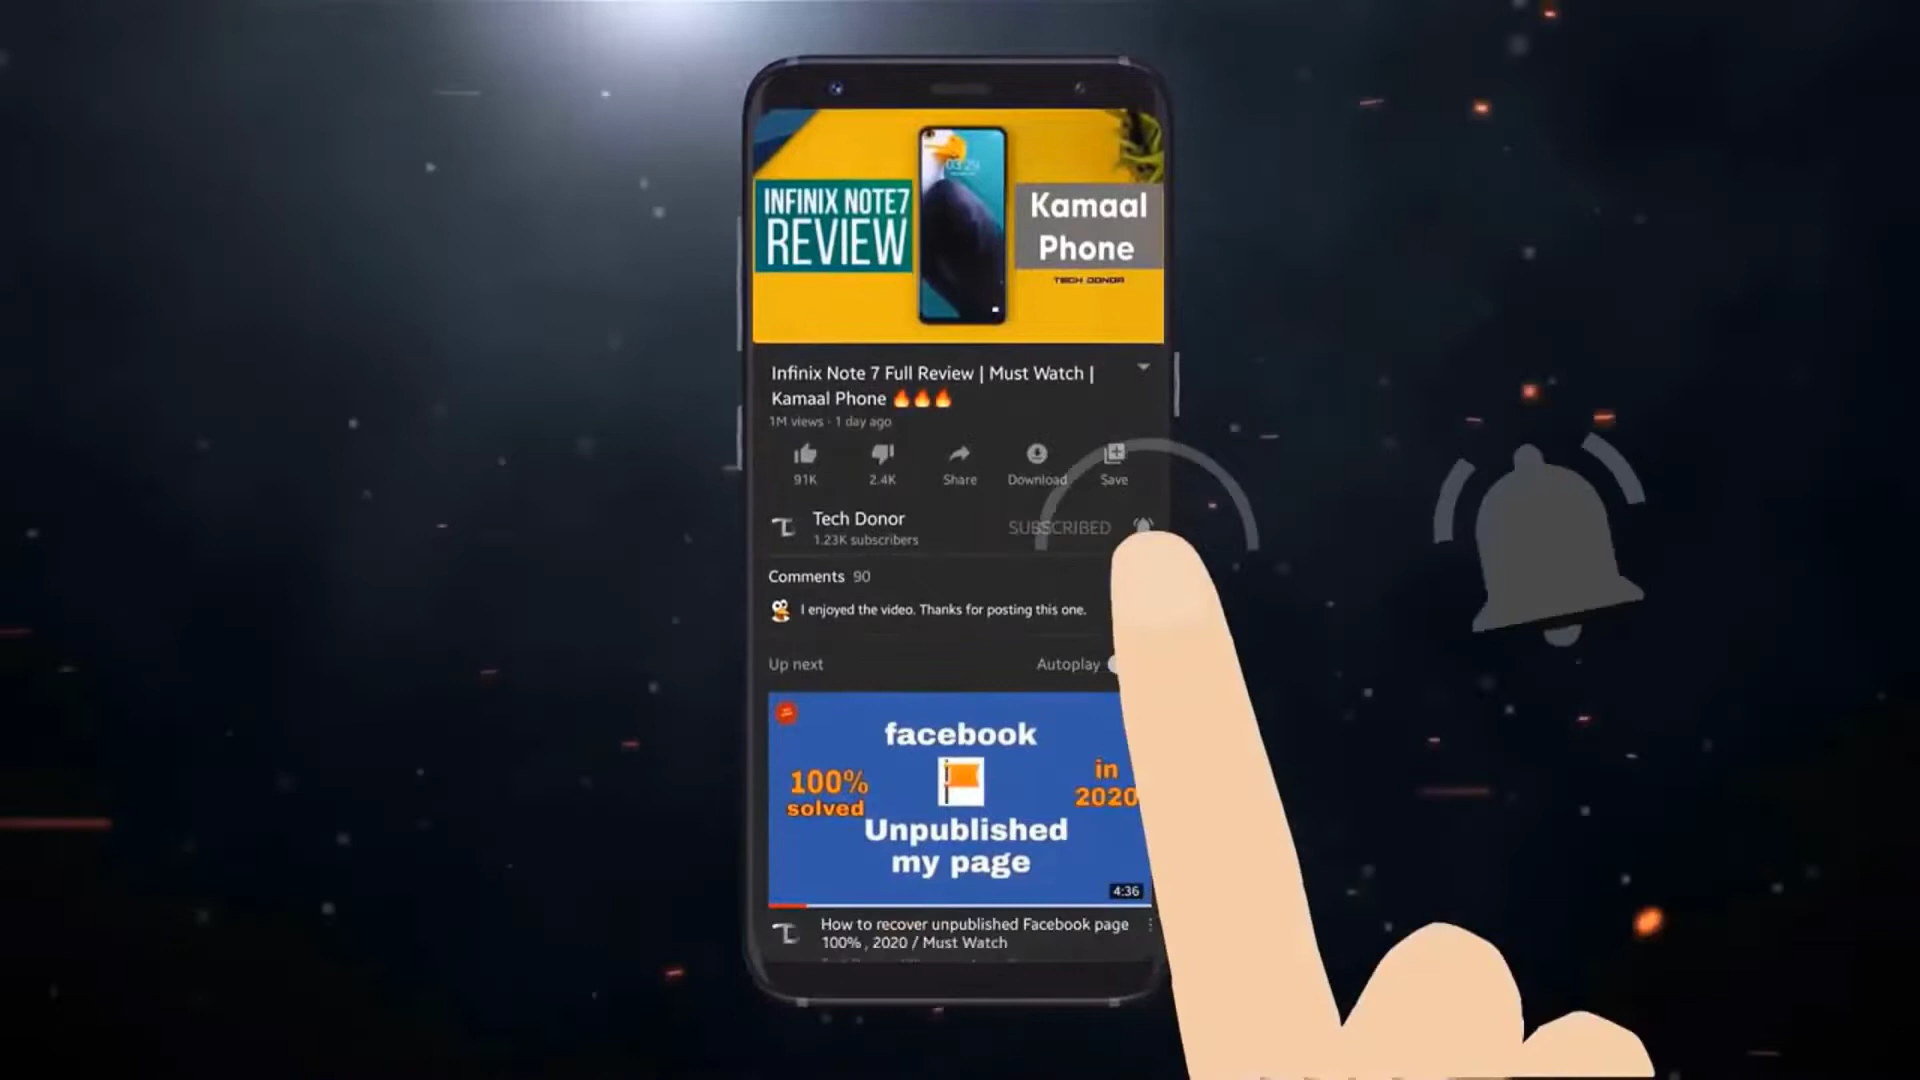 INFINIX NOTE7
REVIEW
03:29
Kamaal
Phone
TECH DONOR
Infinix Note 7 Full Review | Must Watch |
Kamaal Phone 🔥🔥🔥
1M views · 1 day ago
91K
2.4K
Share
Download
Save
Tech Donor
1.23K subscribers
SUBSCRIBED
Comments 90
I enjoyed the video. Thanks for posting this one.
Up next
Autoplay
facebook
100%
solved
in
2020
Unpublished
my page
4:36
How to recover unpublished Facebook page
100% , 2020 / Must Watch